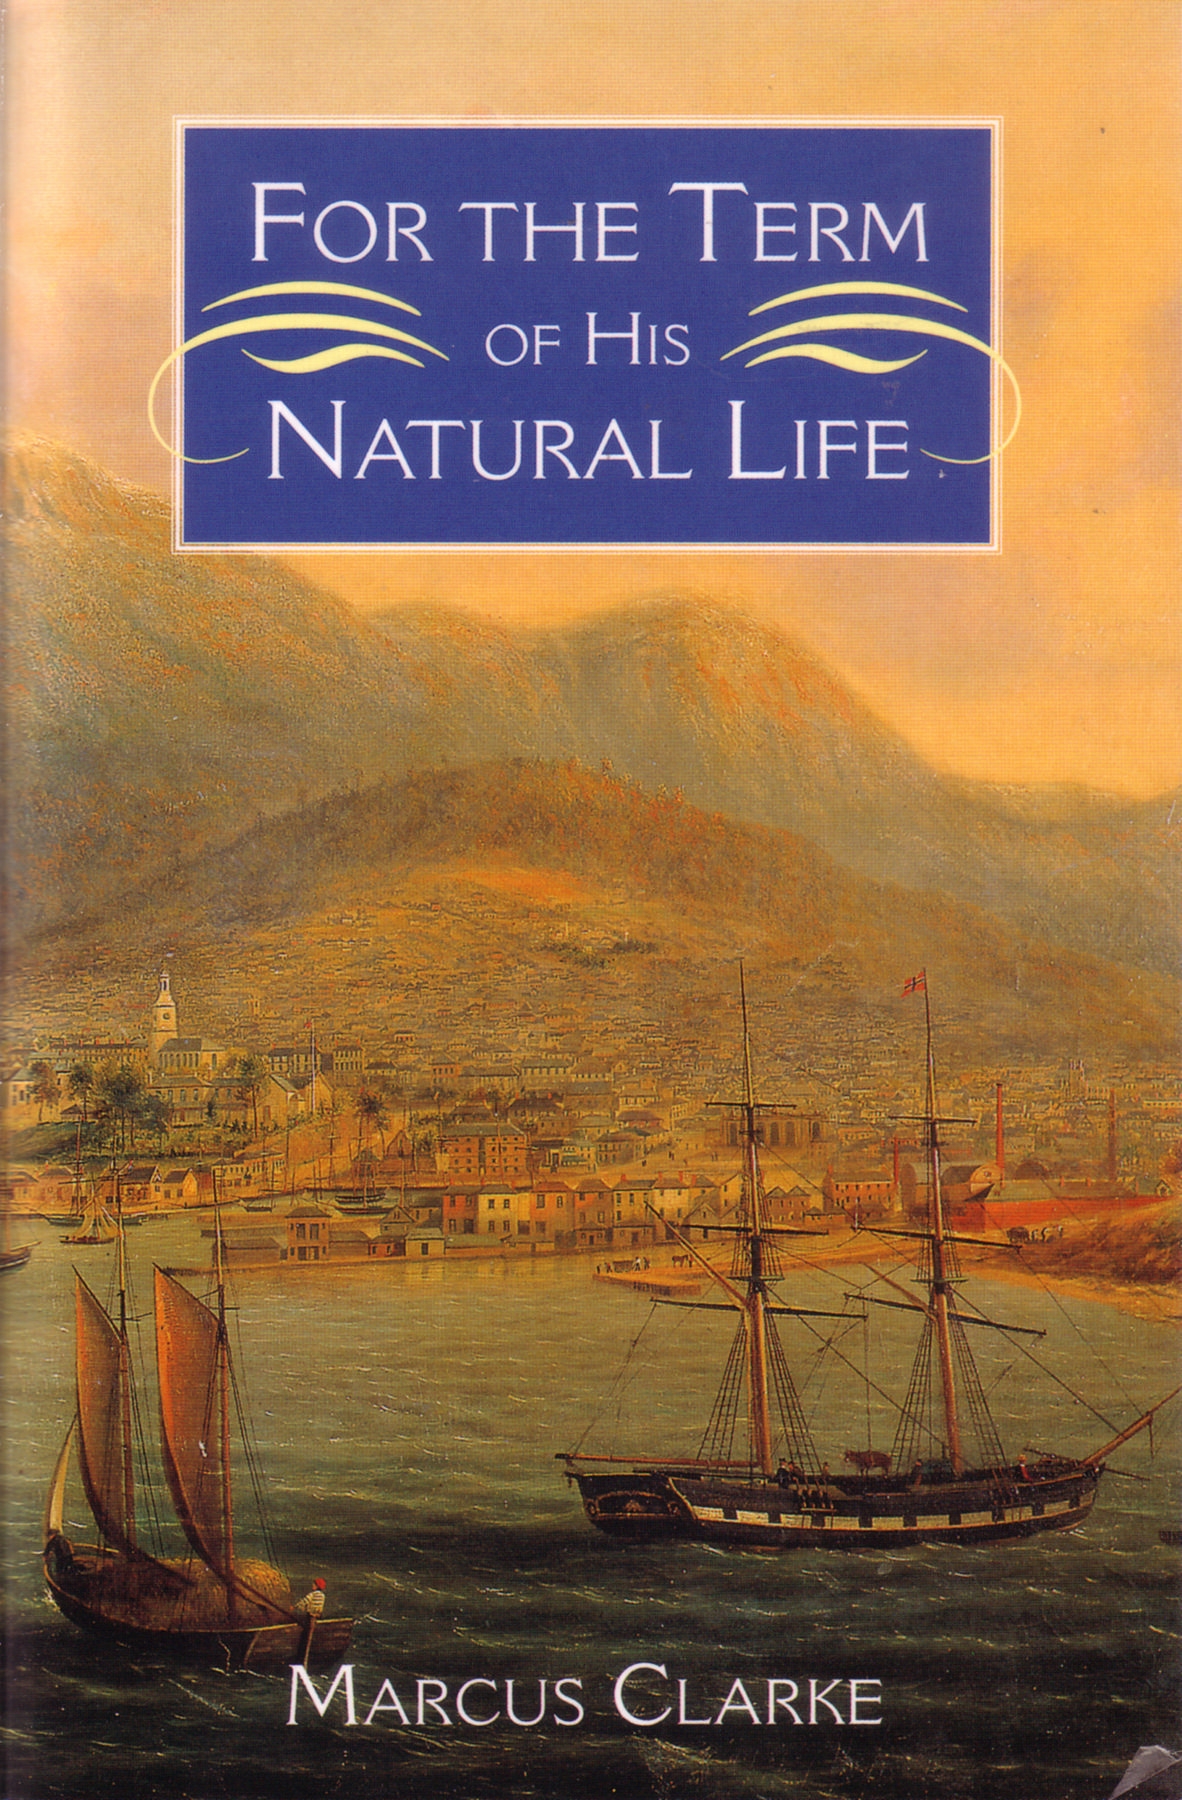 FOR THE TERM
OF HIS
NATURAL LIFE
MARCUS CLARKE